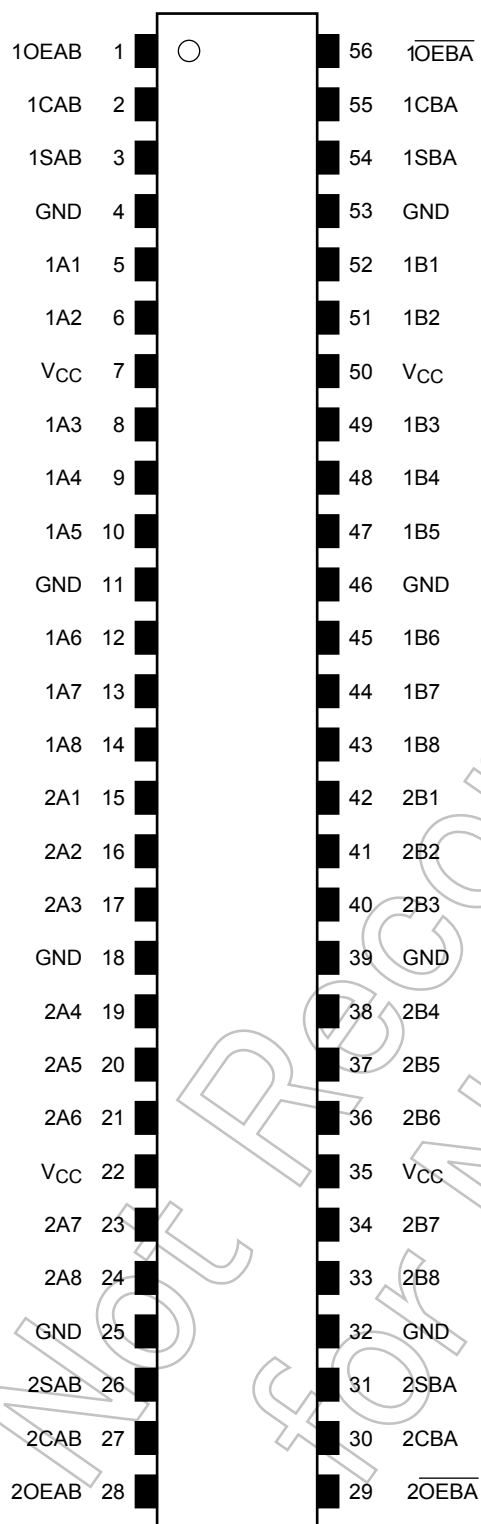 1OEAB 1 56 1O̅E̅B̅A̅
1CAB 2 55 1CBA
1SAB 3 54 1SBA
GND 4 53 GND
1A1 5 52 1B1
1A2 6 51 1B2
VCC 7 50 VCC
1A3 8 49 1B3
1A4 9 48 1B4
1A5 10 47 1B5
GND 11 46 GND
1A6 12 45 1B6
1A7 13 44 1B7
1A8 14 43 1B8
2A1 15 42 2B1
2A2 16 41 2B2
2A3 17 40 2B3
GND 18 39 GND
2A4 19 38 2B4
2A5 20 37 2B5
2A6 21 36 2B6
VCC 22 35 VCC
2A7 23 34 2B7
2A8 24 33 2B8
GND 25 32 GND
2SAB 26 31 2SBA
2CAB 27 30 2CBA
2OEAB 28 29 2O̅E̅B̅A̅
Not
for